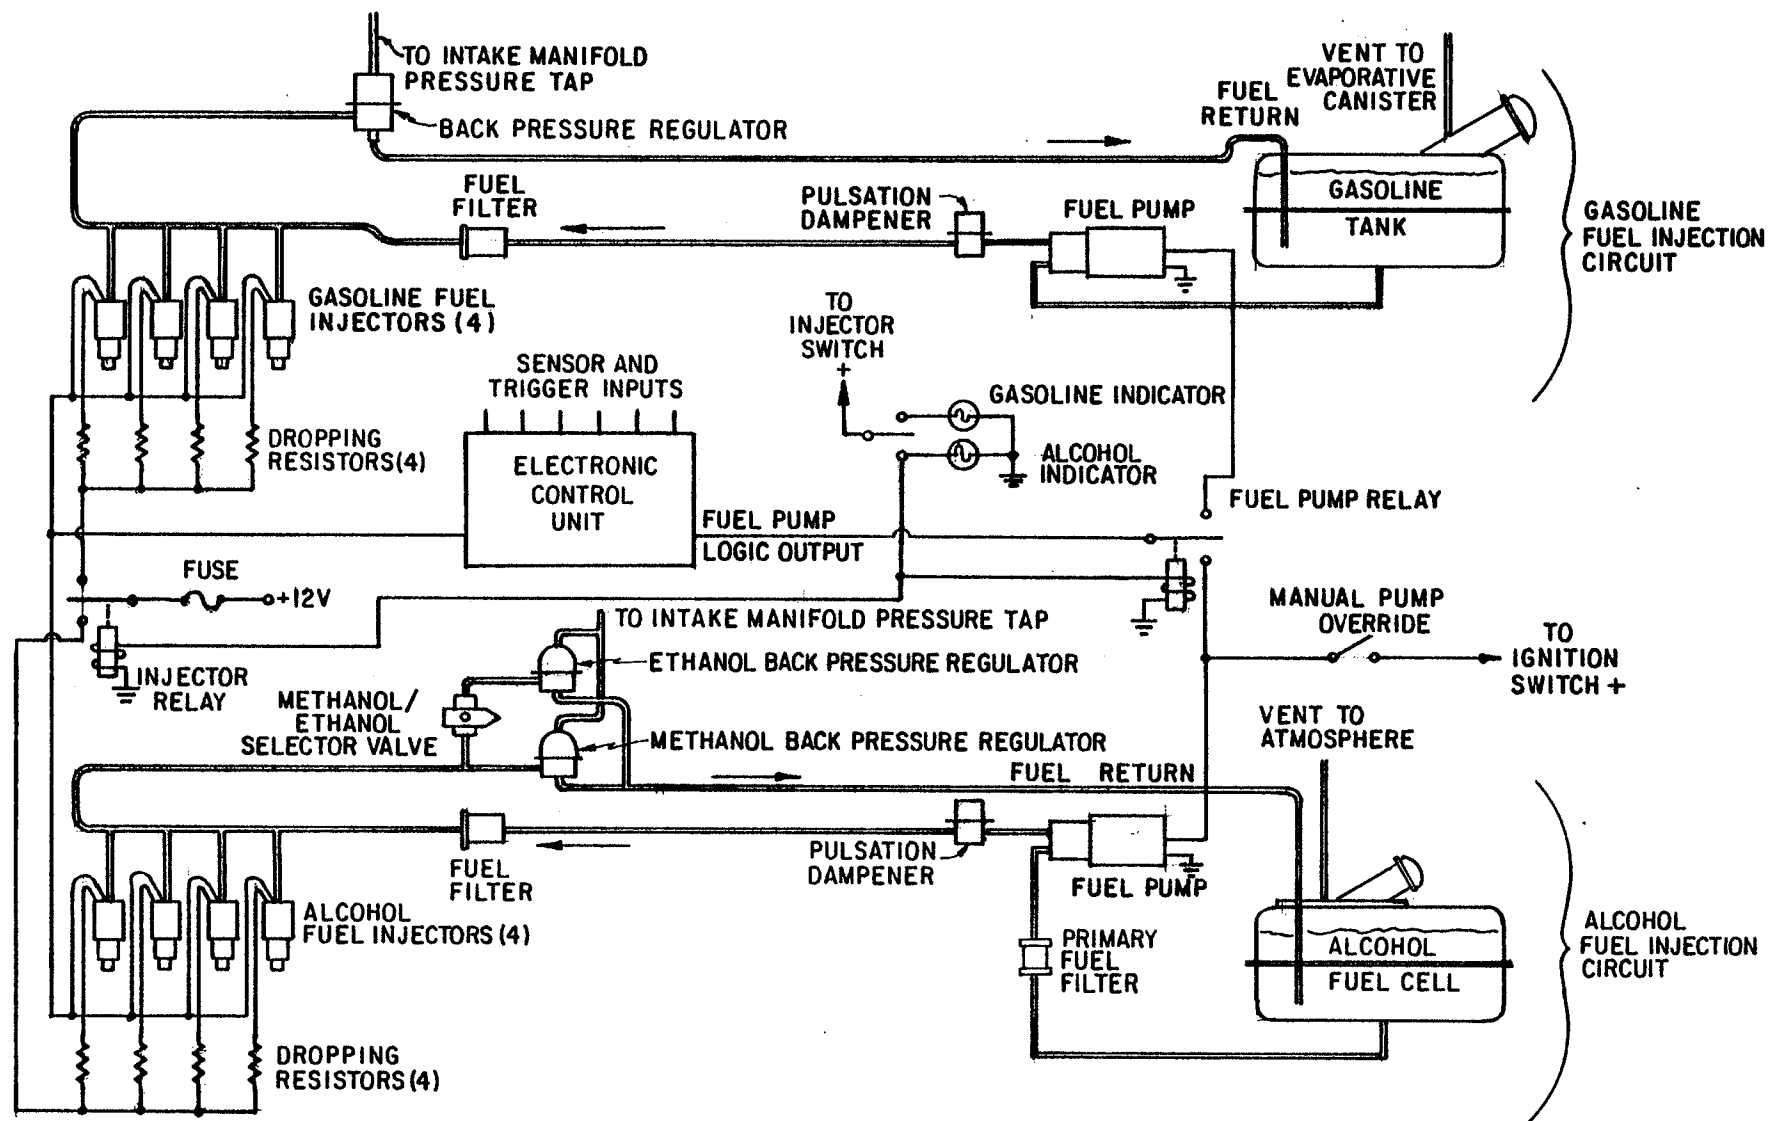 TO INTAKE MANIFOLD
PRESSURE TAP
BACK PRESSURE REGULATOR
VENT TO
EVAPORATIVE
CANISTER
FUEL
RETURN
GASOLINE
TANK
GASOLINE
FUEL INJECTION
CIRCUIT
FUEL
FILTER
PULSATION
DAMPENER
FUEL PUMP
GASOLINE FUEL
INJECTORS (4)
TO
INJECTOR
SWITCH
+
SENSOR AND
TRIGGER INPUTS
GASOLINE INDICATOR
ALCOHOL
INDICATOR
DROPPING
RESISTORS (4)
ELECTRONIC
CONTROL
UNIT
FUEL PUMP
LOGIC OUTPUT
FUEL PUMP RELAY
FUSE
+12V
INJECTOR
RELAY
TO INTAKE MANIFOLD PRESSURE TAP
ETHANOL BACK PRESSURE REGULATOR
METHANOL/
ETHANOL
SELECTOR VALVE
METHANOL BACK PRESSURE REGULATOR
MANUAL PUMP
OVERRIDE
TO
IGNITION
SWITCH +
VENT TO
ATMOSPHERE
FUEL RETURN
FUEL
FILTER
PULSATION
DAMPENER
FUEL PUMP
ALCOHOL
FUEL INJECTORS (4)
PRIMARY
FUEL
FILTER
ALCOHOL
FUEL CELL
ALCOHOL
FUEL INJECTION
CIRCUIT
DROPPING
RESISTORS (4)